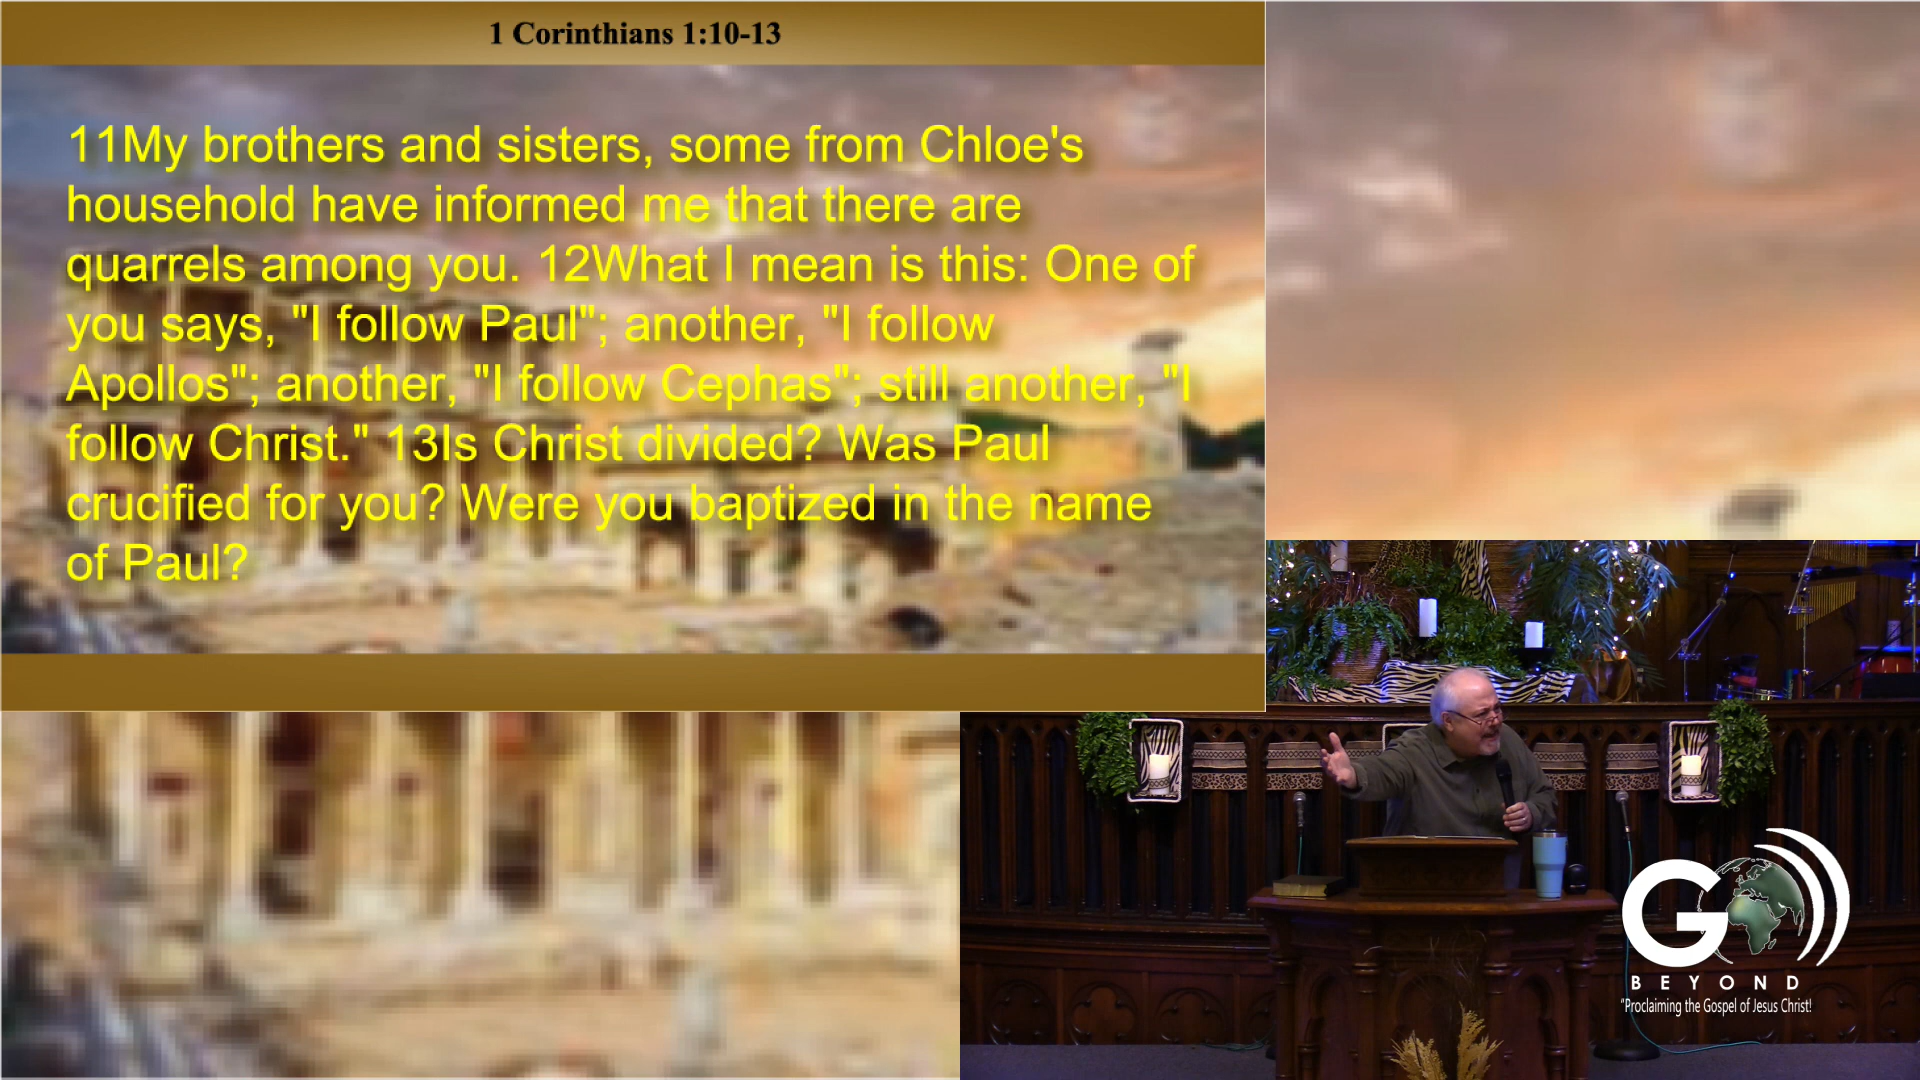 1 Corinthians 1:10-13
11My brothers and sisters, some from Chloe's
household have informed me that there are
quarrels among you. 12What I mean is this: One of
you says, "I follow Paul"; another, "I follow
Apollos"; another, "I follow Cephas"; still another, "I
follow Christ." 13Is Christ divided? Was Paul
crucified for you? Were you baptized in the name
of Paul?
GO
BEYOND
"Proclaiming the Gospel of Jesus Christ!